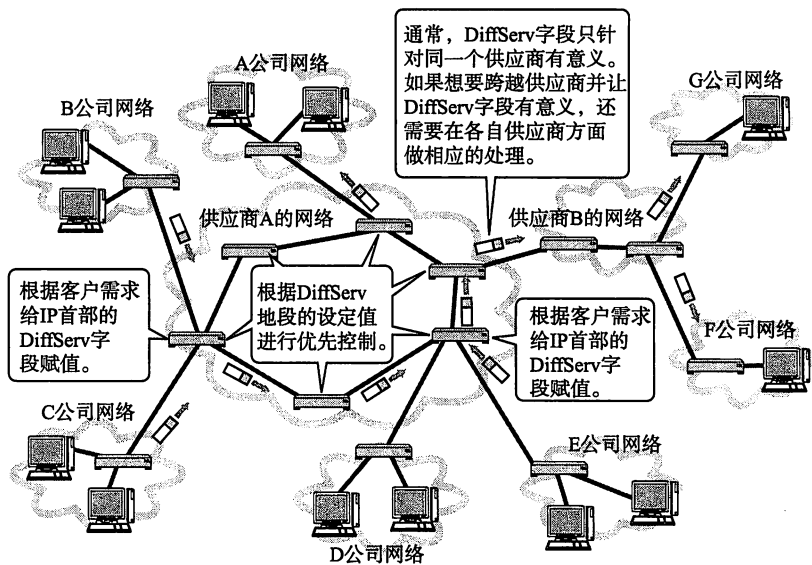 通常，DiffServ字段只针
对同一个供应商有意义。
如果想要跨越供应商并让
DiffServ字段有意义，还
需要在各自供应商方面
做相应的处理。
A公司网络
G公司网络
B公司网络
供应商A的网络
供应商B的网络
根据客户需求
给IP首部的
DiffServ字
段赋值。
根据DiffServ
地段的设定值
进行优先控制。
根据客户需求
给IP首部的
DiffServ字
段赋值。
F公司网络
C公司网络
E公司网络
D公司网络